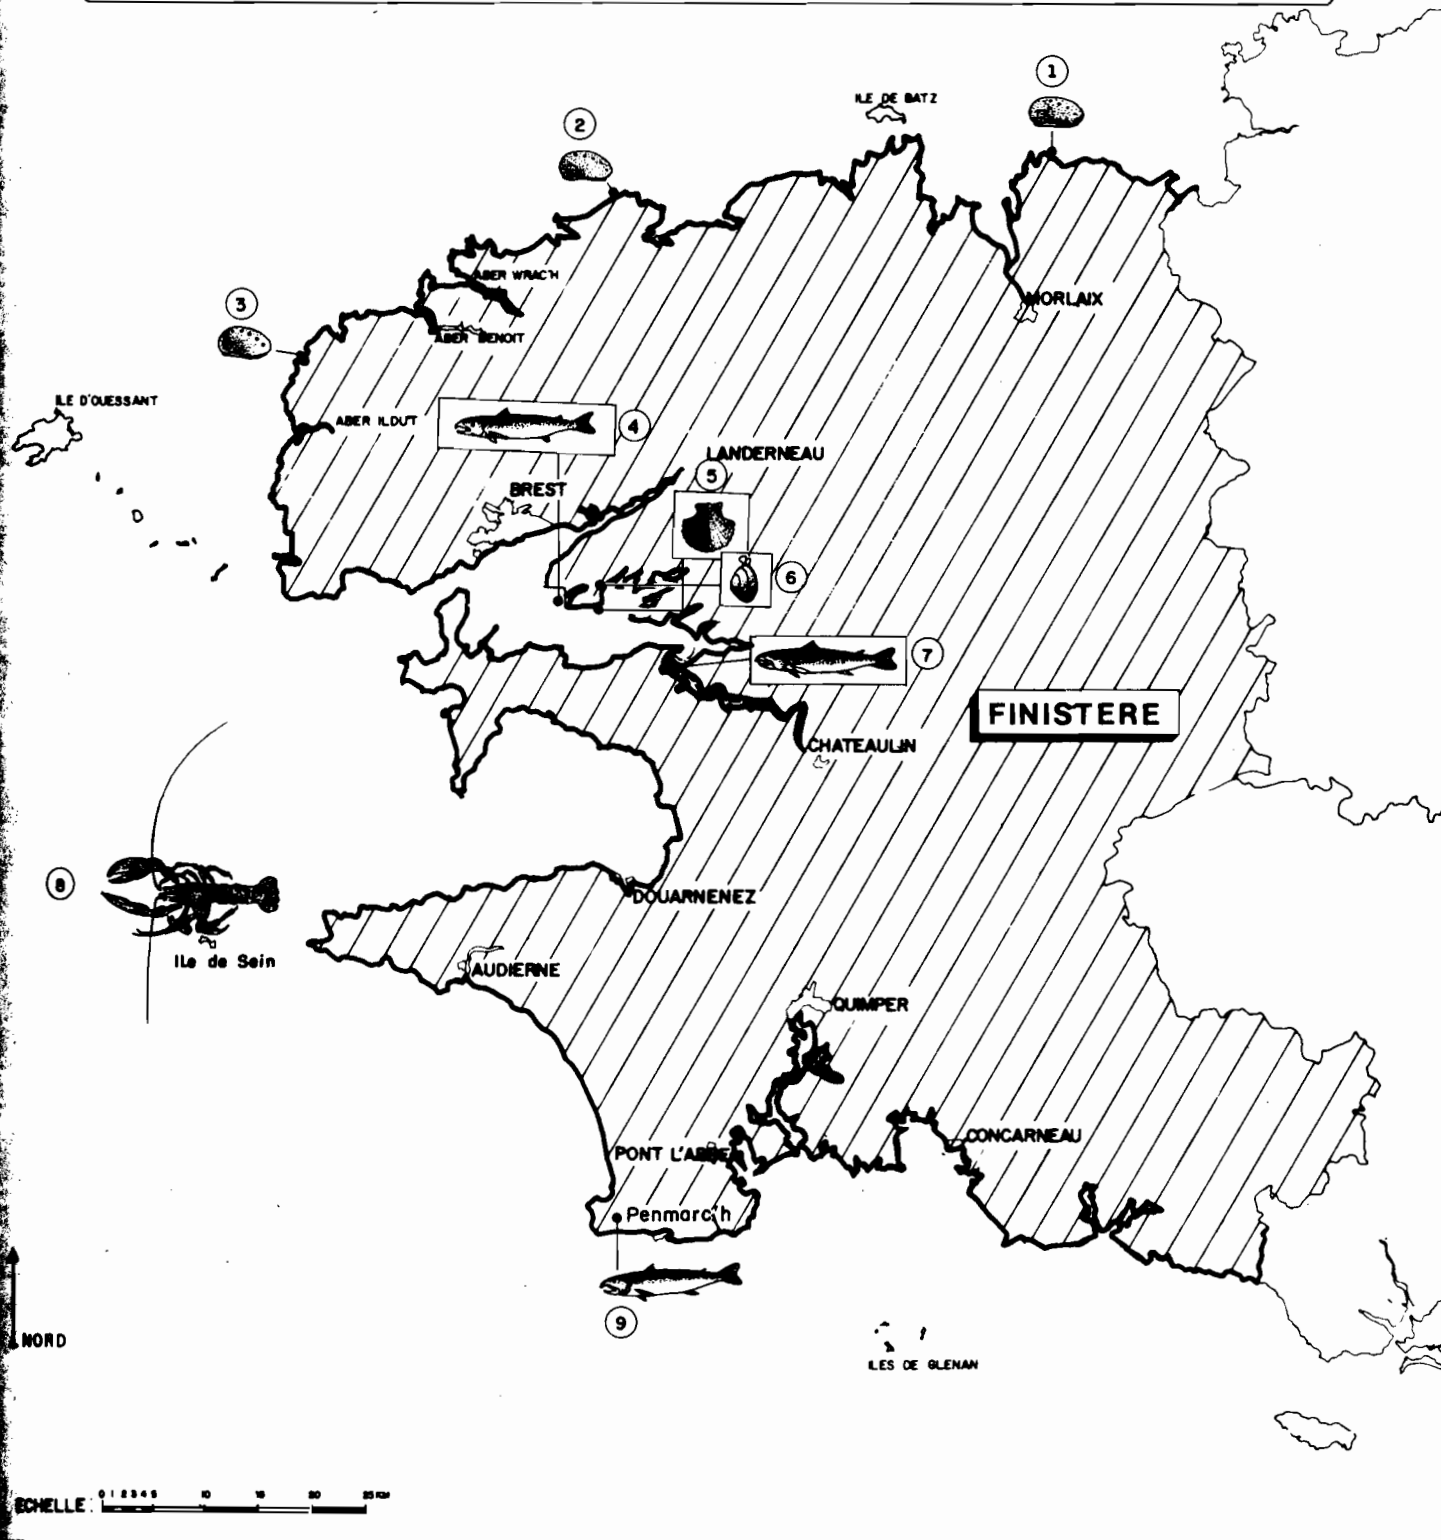 1
ILE DE BATZ
2
ABER WRAC'H
3
MORLAIX
ABER BENOIT
ILE D'OUESSANT
ABER ILDUT
4
LANDERNEAU
5
BREST
6
7
FINISTERE
CHATEAULIN
8
DOUARNENEZ
ILe de Sein
AUDIERNE
QUIMPER
CONCARNEAU
PONT L'ABBE
Penmarc'h
9
NORD
ILES DE GLENAN
ECHELLE:
0 1 2 3 4 5 10 15 20 25 KM